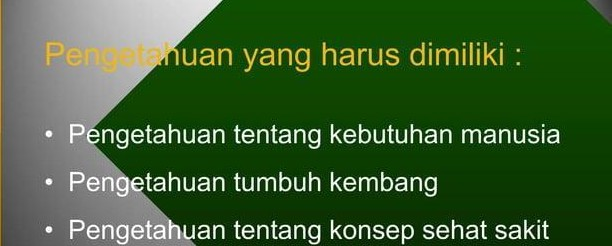 Pengetahuan yang harus dimiliki :
• Pengetahuan tentang kebutuhan manusia
• Pengetahuan tumbuh kembang
• Pengetahuan tentang konsep sehat sakit